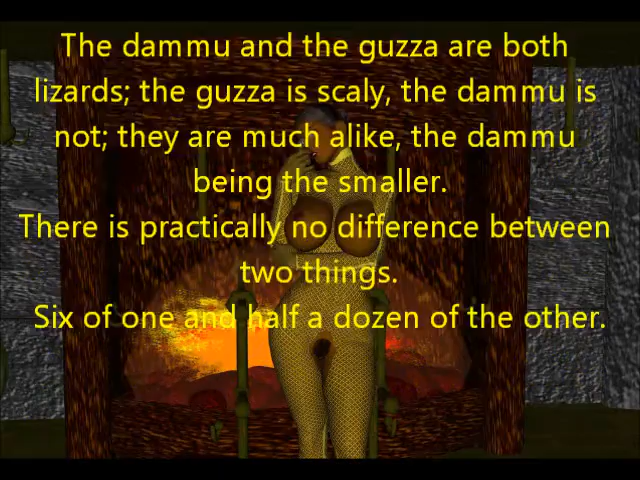 The dammu and the guzza are both
lizards; the guzza is scaly, the dammu is
not; they are much alike, the dammu
being the smaller.
There is practically no difference between
two things.
Six of one and half a dozen of the other.